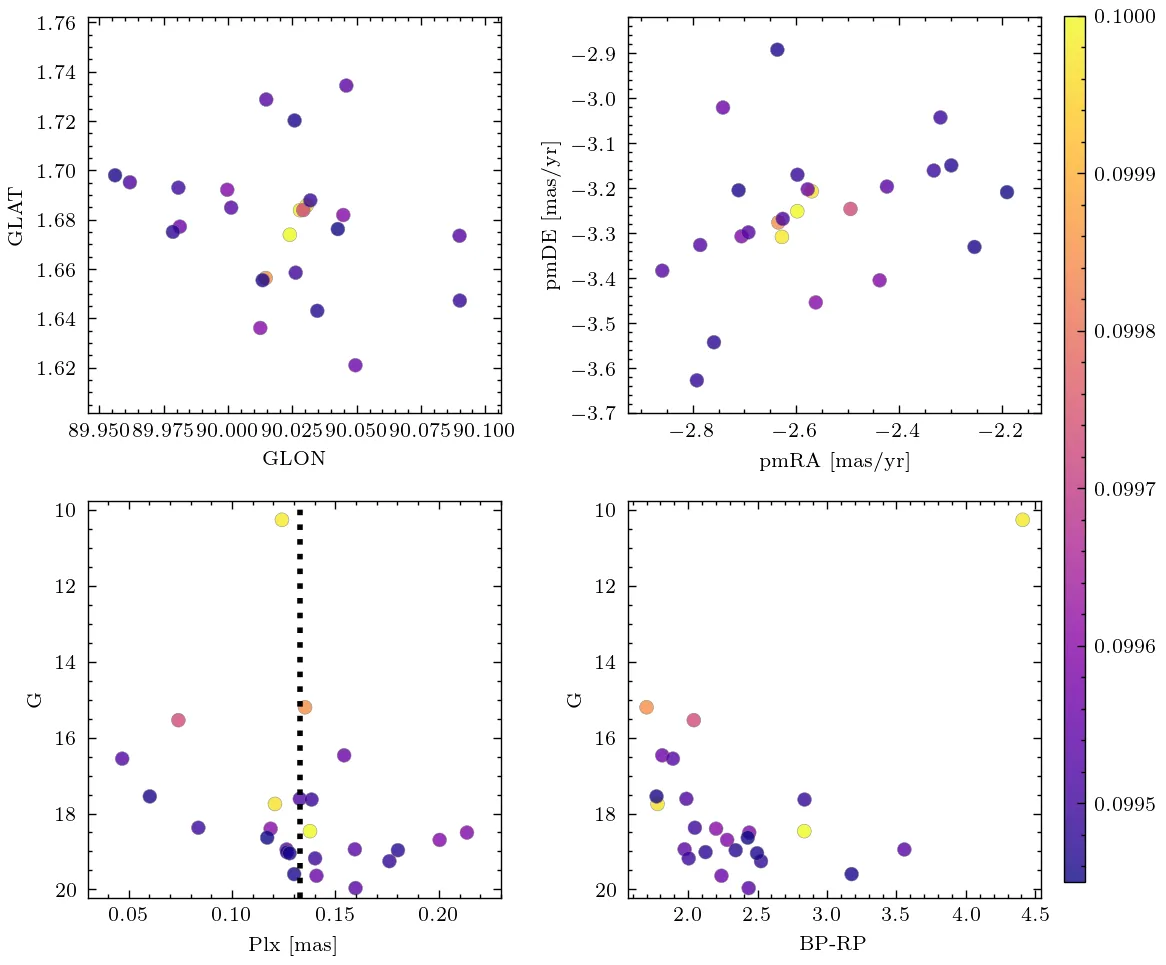 1.76
1.74
1.72
1.70
1.68
1.66
1.64
1.62
GLAT
89.950 89.975 90.000 90.025 90.050 90.075 90.100
GLON
−2.9
−3.0
−3.1
−3.2
−3.3
−3.4
−3.5
−3.6
−3.7
pmDE [mas/yr]
−2.8 −2.6 −2.4 −2.2
pmRA [mas/yr]
10
12
14
16
18
20
G
0.05 0.10 0.15 0.20
Plx [mas]
10
12
14
16
18
20
G
2.0 2.5 3.0 3.5 4.0 4.5
BP-RP
0.1000
0.0999
0.0998
0.0997
0.0996
0.0995